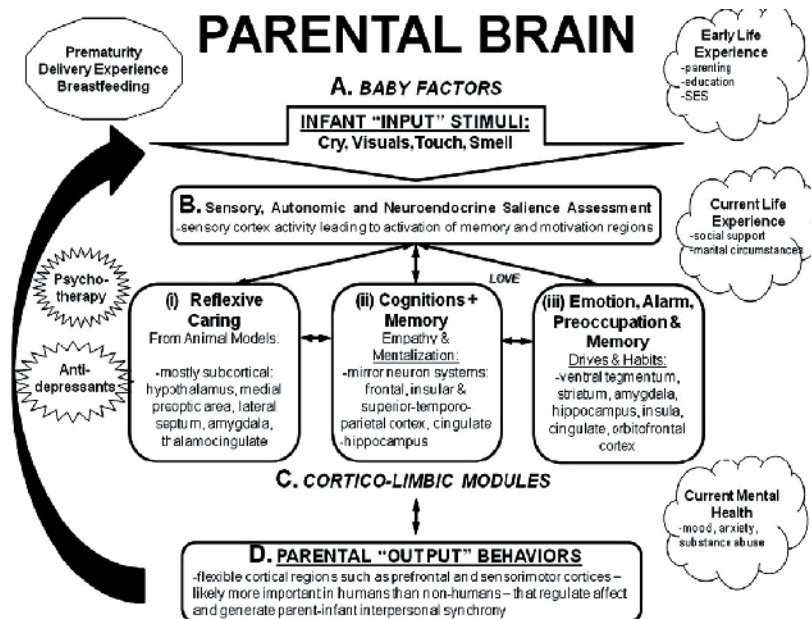 PARENTAL BRAIN
Prematurity
Delivery Experience
Breastfeeding
Early Life
Experience
-parenting
-education
-SES
A. BABY FACTORS
INFANT “INPUT” STIMULI:
Cry, Visuals,Touch, Smell
B. Sensory, Autonomic and Neuroendocrine Salience Assessment
-sensory cortex activity leading to activation of memory and motivation regions
Current Life
Experience
-social support
-marital circumstances
Psycho-
therapy
Anti-
depressants
LOVE
(i) Reflexive
Caring
From Animal Models:
-mostly subcortical:
hypothalamus, medial
preoptic area, lateral
septum, amygdala,
thalamocingulate
(ii) Cognitions +
Memory
Empathy &
Mentalization:
-mirror neuron systems:
frontal, insular &
superior-temporo-
parietal cortex, cingulate
-hippocampus
(iii) Emotion, Alarm,
Preoccupation &
Memory
Drives & Habits:
-ventral tegmentum,
striatum, amygdala,
hippocampus, insula,
cingulate, orbitofrontal
cortex
C. CORTICO-LIMBIC MODULES
Current Mental
Health
-mood, anxiety,
substance abuse
D. PARENTAL “OUTPUT” BEHAVIORS
-flexible cortical regions such as prefrontal and sensorimotor cortices –
likely more important in humans than non-humans – that regulate affect
and generate parent-infant interpersonal synchrony